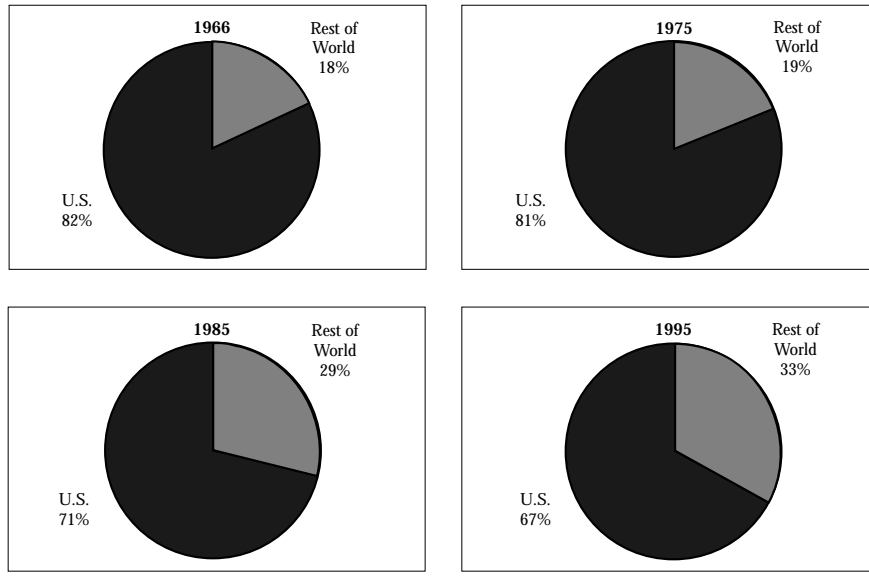 1966
Rest of
World
18%
U.S.
82%
1975
Rest of
World
19%
U.S.
81%
1985
Rest of
World
29%
U.S.
71%
1995
Rest of
World
33%
U.S.
67%